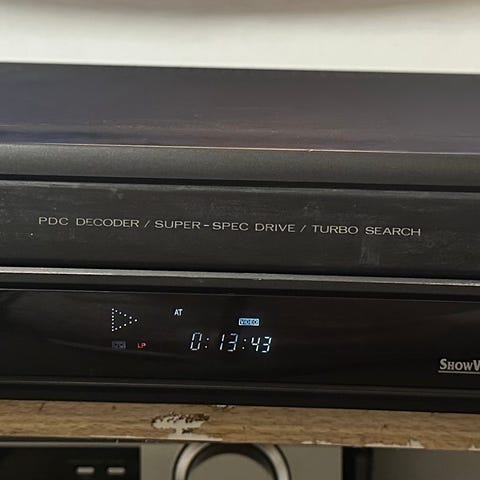 PDC DECODER / SUPER-SPEC DRIVE / TURBO SEARCH
AT
VIDEO
LP
0:13:43